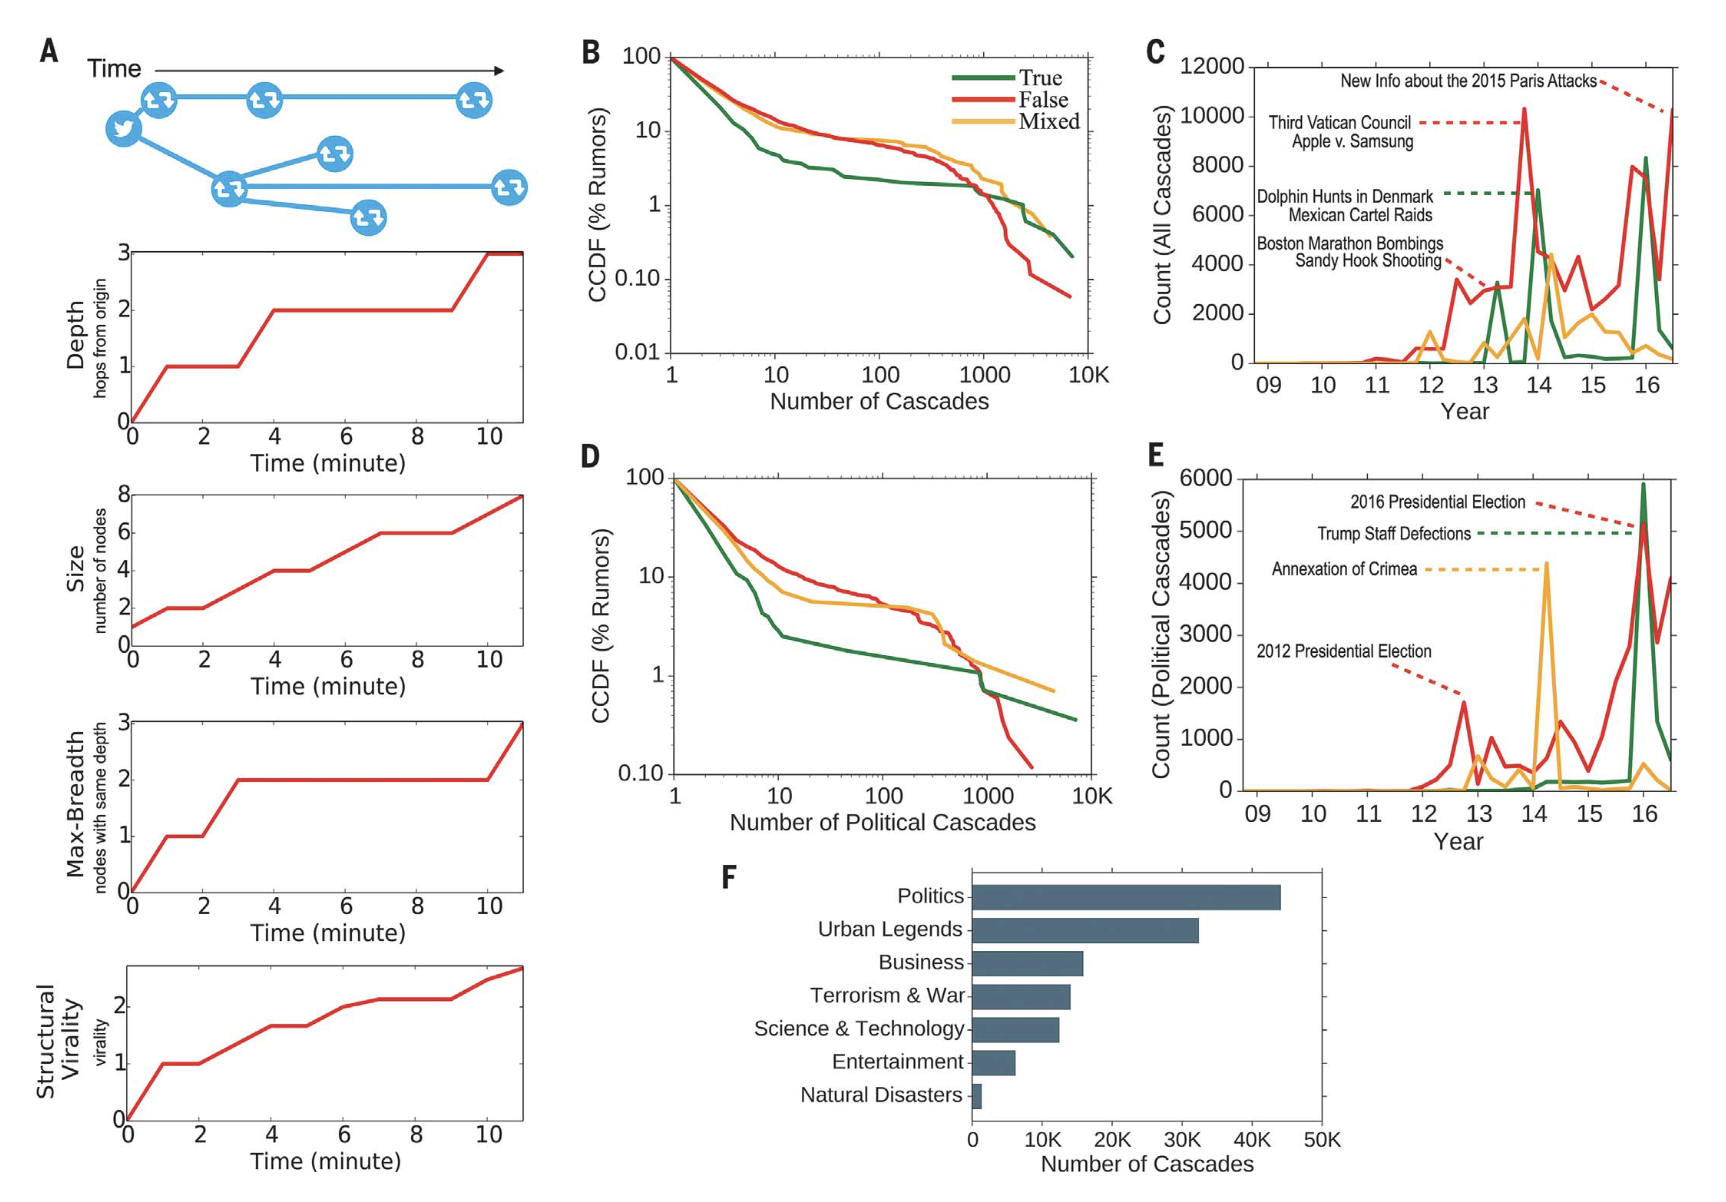 A
Time
Depth
hops from origin
3
2
1
0
0 2 4 6 8 10
Time (minute)
Size
number of nodes
8
6
4
2
0
0 2 4 6 8 10
Time (minute)
Max-Breadth
nodes with same depth
3
2
1
0
0 2 4 6 8 10
Time (minute)
Structural
Virality
virality
2
1
0
0 2 4 6 8 10
Time (minute)
B
CCDF (% Rumors)
100
10
1
0.10
0.01
True
False
Mixed
1 10 100 1000 10K
Number of Cascades
C
Count (All Cascades)
12000
10000
8000
6000
4000
2000
0
New Info about the 2015 Paris Attacks
Third Vatican Council
Apple v. Samsung
Dolphin Hunts in Denmark
Mexican Cartel Raids
Boston Marathon Bombings
Sandy Hook Shooting
09 10 11 12 13 14 15 16
Year
D
CCDF (% Rumors)
100
10
1
0.10
1 10 100 1000 10K
Number of Political Cascades
E
Count (Political Cascades)
6000
5000
4000
3000
2000
1000
0
2016 Presidential Election
Trump Staff Defections
Annexation of Crimea
2012 Presidential Election
09 10 11 12 13 14 15 16
Year
F
Politics
Urban Legends
Business
Terrorism & War
Science & Technology
Entertainment
Natural Disasters
0 10K 20K 30K 40K 50K
Number of Cascades